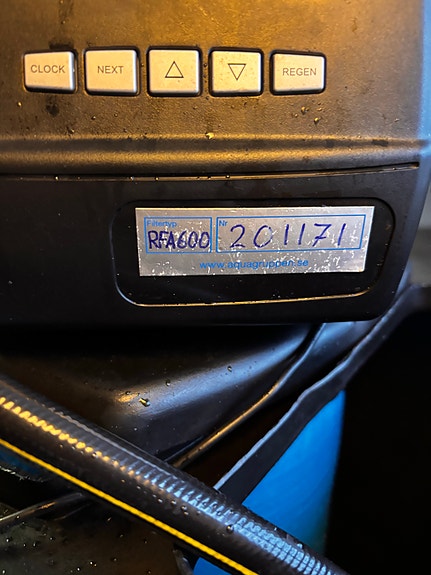 CLOCK NEXT △ ▽ REGEN
Filtertyp Nr
RFA600 201171
www.aquagruppen.se